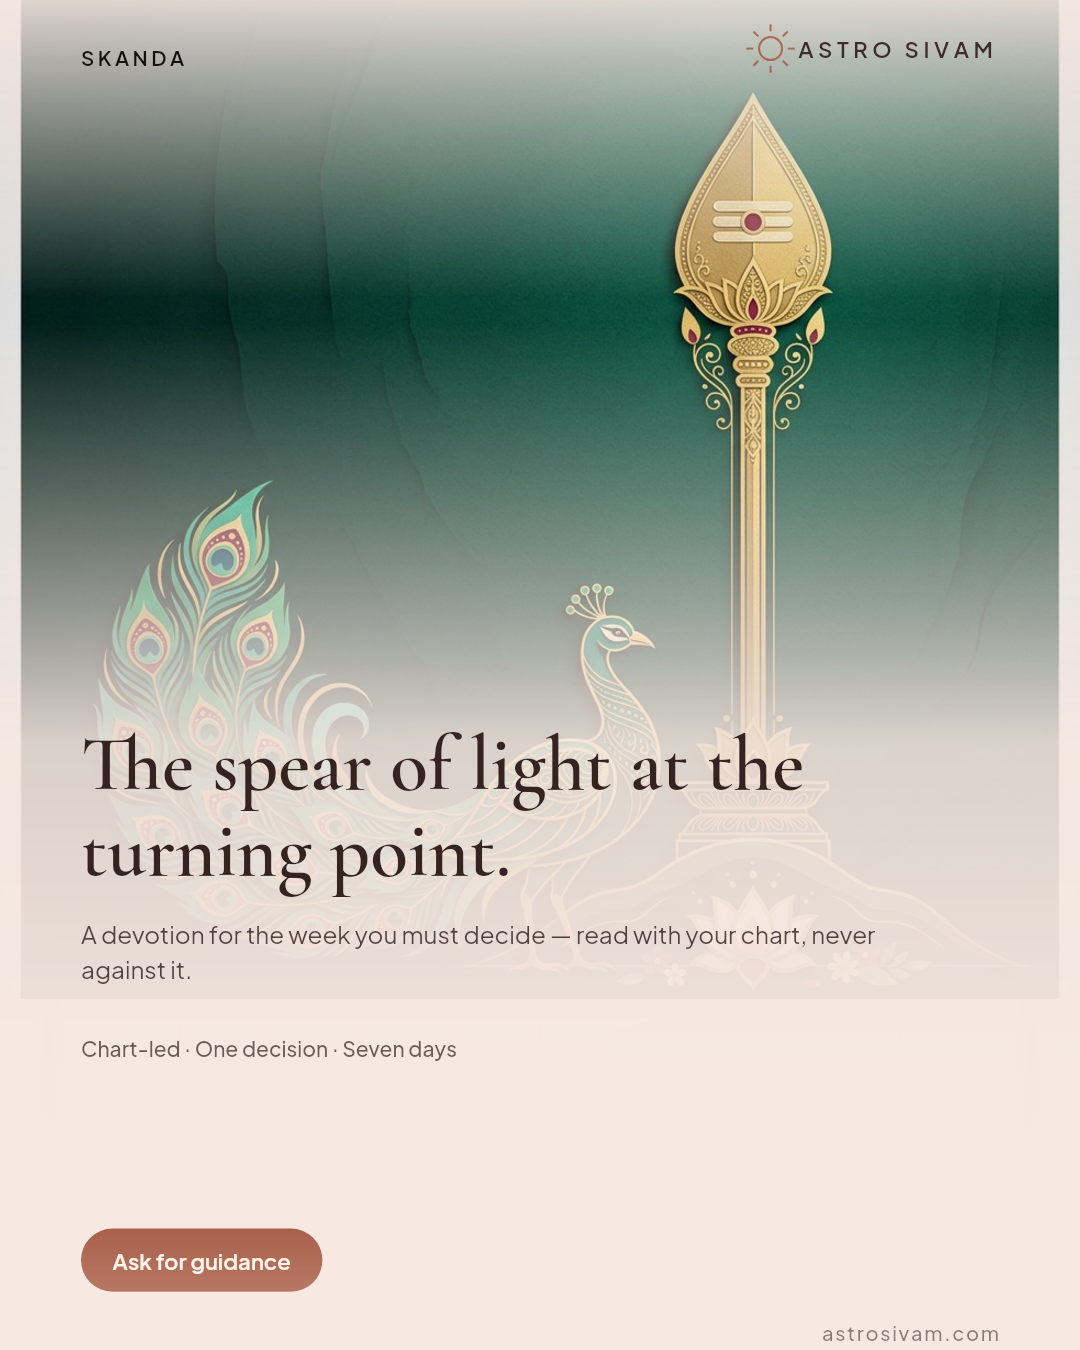 SKANDA
ASTRO SIVAM
The spear of light at the
turning point.
A devotion for the week you must decide — read with your chart, never
against it.
Chart-led · One decision · Seven days
Ask for guidance
astrosivam.com